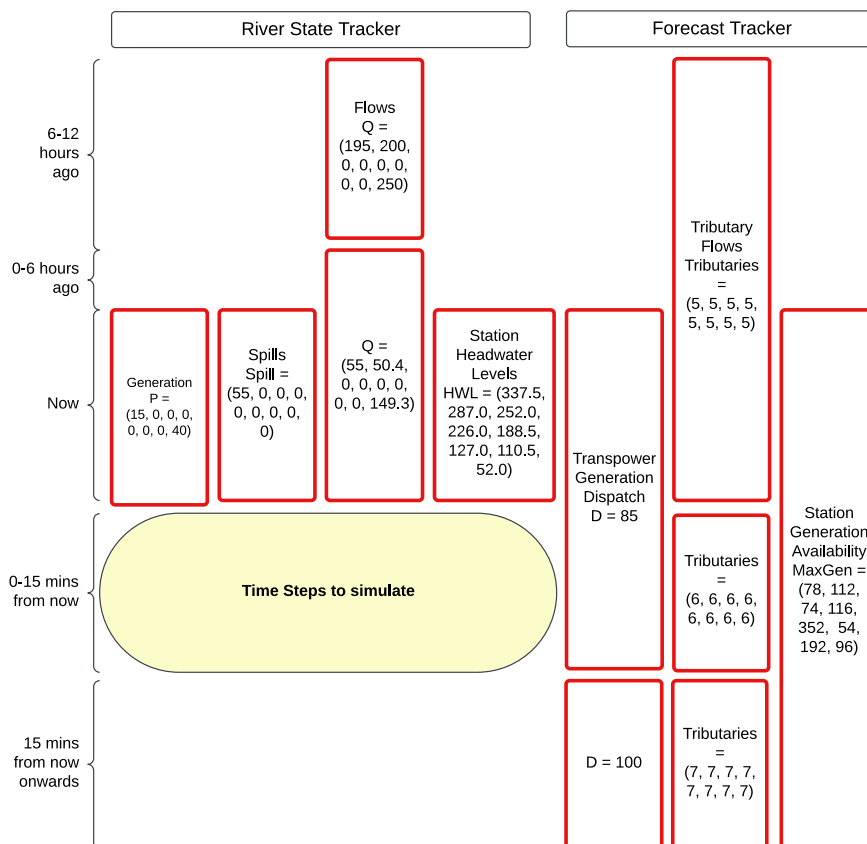 River State Tracker
Forecast Tracker
6-12
hours
ago
Flows
Q =
(195, 200,
0, 0, 0, 0,
0, 0, 250)
Tributary
Flows
Tributaries
=
(5, 5, 5, 5,
5, 5, 5, 5)
0-6 hours
ago
Now
Generation
P =
(15, 0, 0, 0,
0, 0, 0, 40)
Spills
Spill =
(55, 0, 0, 0,
0, 0, 0, 0,
0)
Q =
(55, 50.4,
0, 0, 0, 0,
0, 0, 149.3)
Station
Headwater
Levels
HWL = (337.5,
287.0, 252.0,
226.0, 188.5,
127.0, 110.5,
52.0)
Transpower
Generation
Dispatch
D = 85
Station
Generation
Availability
MaxGen =
(78, 112,
74, 116,
352, 54,
192, 96)
0-15 mins
from now
Time Steps to simulate
Tributaries
=
(6, 6, 6, 6,
6, 6, 6, 6)
15 mins
from now
onwards
D = 100
Tributaries
=
(7, 7, 7, 7,
7, 7, 7, 7)